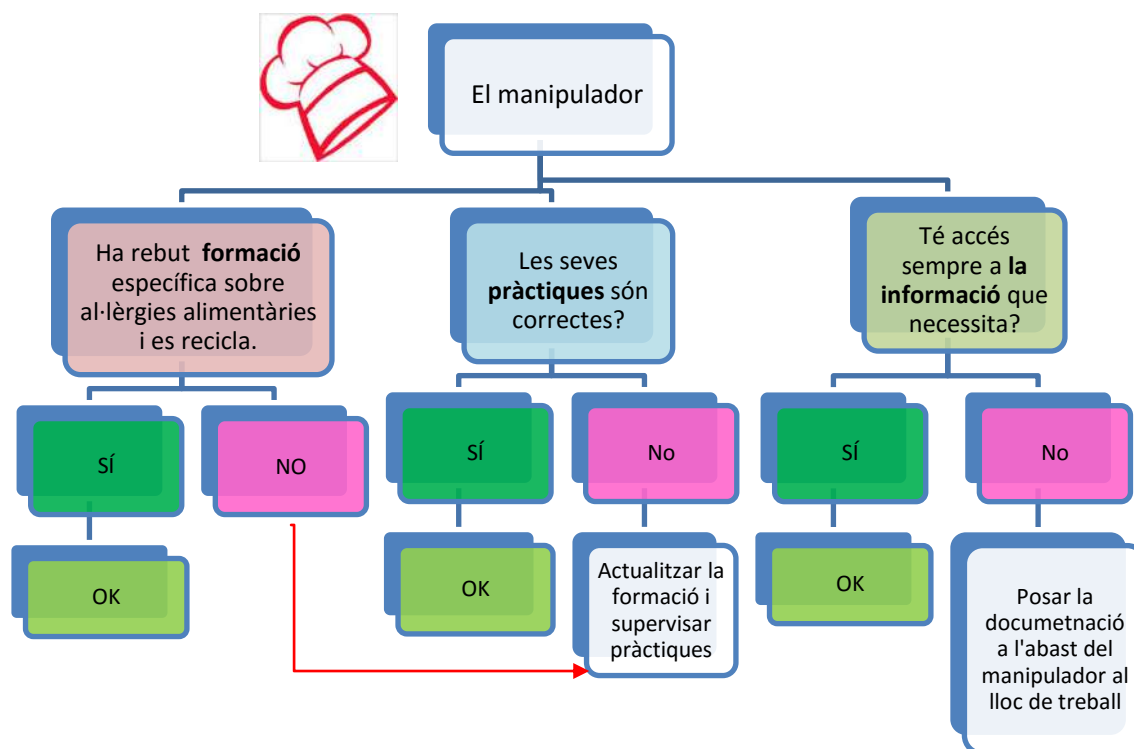 El manipulador
Ha rebut formació
específica sobre
al·lèrgies alimentàries
i es recicla.
Les seves
pràctiques són
correctes?
Té accés
sempre a la
informació que
necessita?
SÍ
NO
SÍ
No
SÍ
No
OK
OK
Actualitzar la
formació i
supervisar
pràctiques
OK
Posar la
documetnació
a l'abast del
manipulador al
lloc de treball